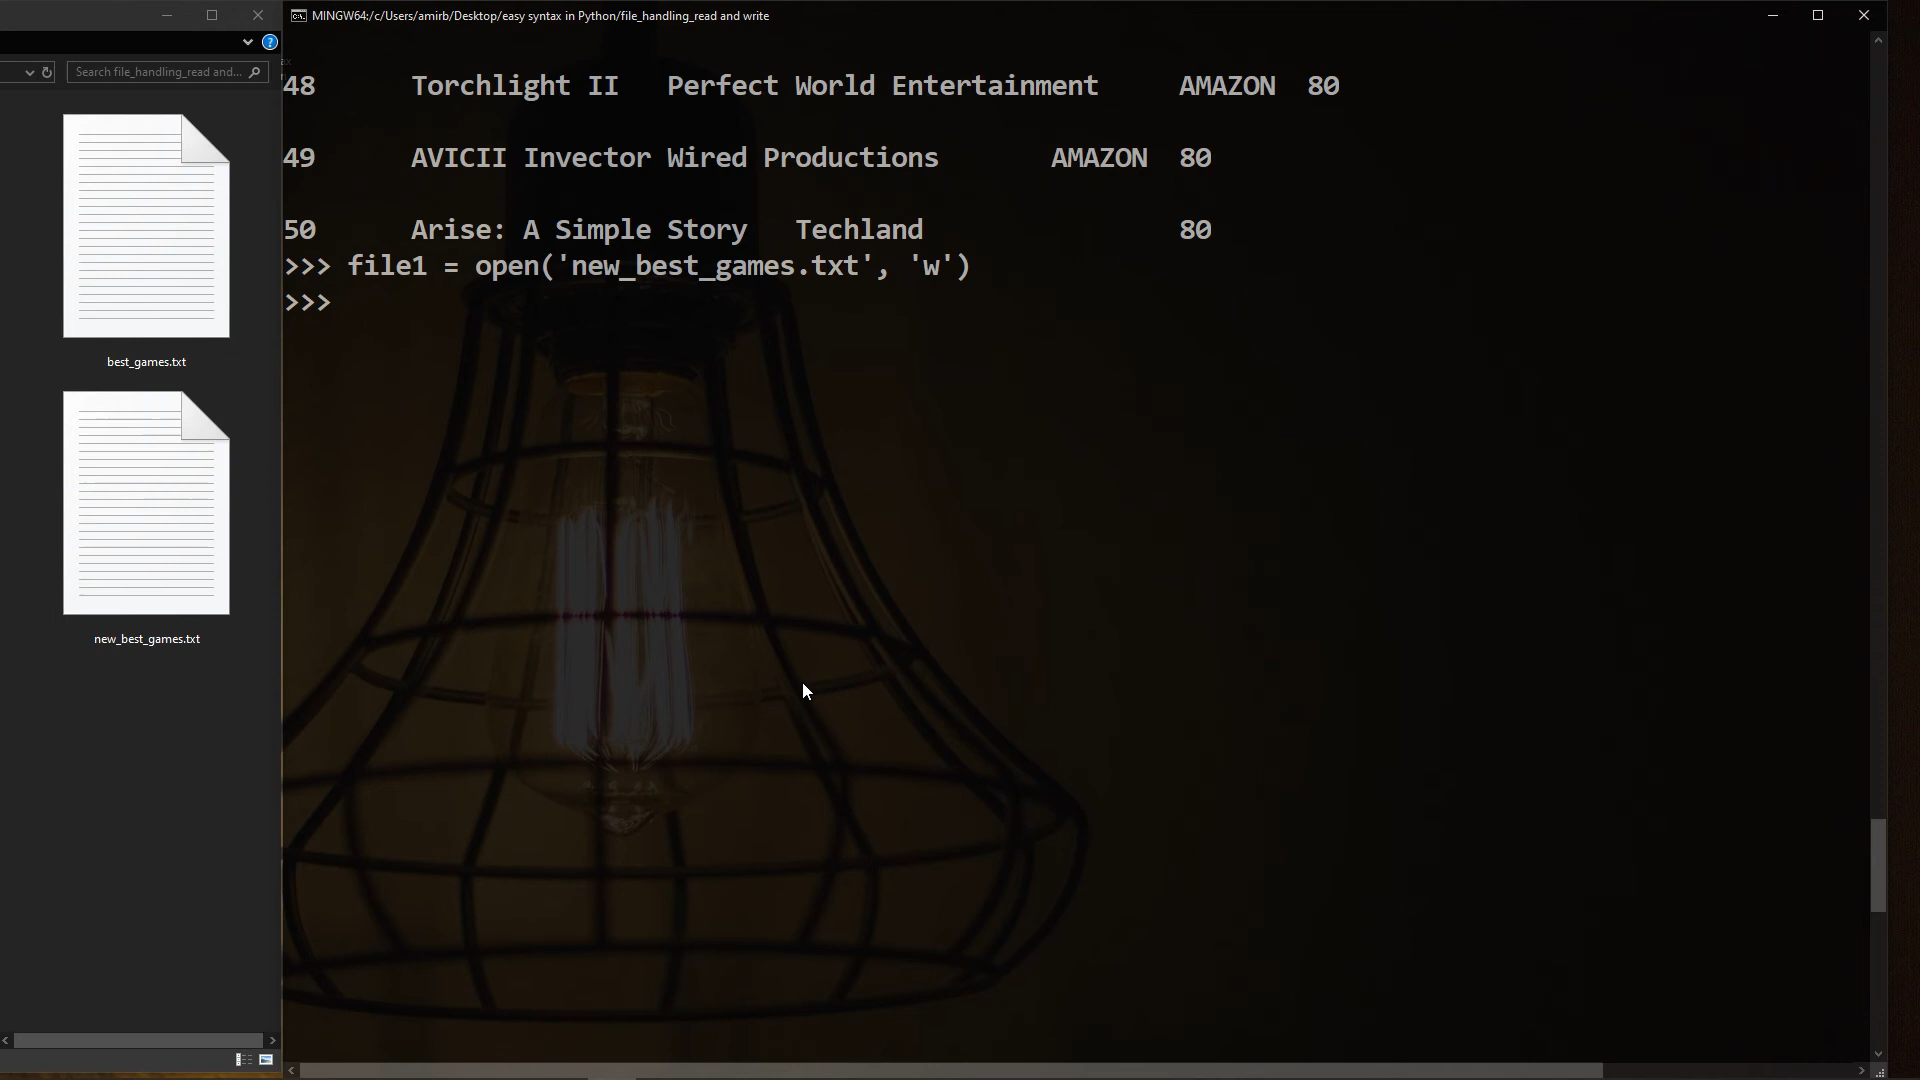 MINGW64:/c/Users/amirb/Desktop/easy syntax in Python/file_handling_read and write
Search file_handling_read and...
best_games.txt
new_best_games.txt
48 Torchlight II Perfect World Entertainment AMAZON 80
49 AVICII Invector Wired Productions AMAZON 80
50 Arise: A Simple Story Techland 80
>>> file1 = open('new_best_games.txt', 'w')
>>>